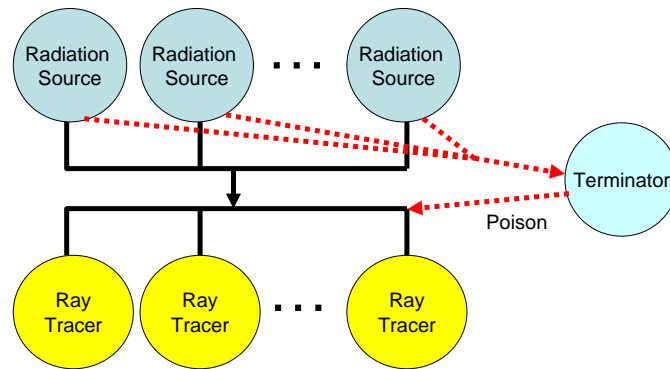 Radiation
Source
Radiation
Source
. . .
Radiation
Source
Terminator
Poison
Ray
Tracer
Ray
Tracer
. . .
Ray
Tracer